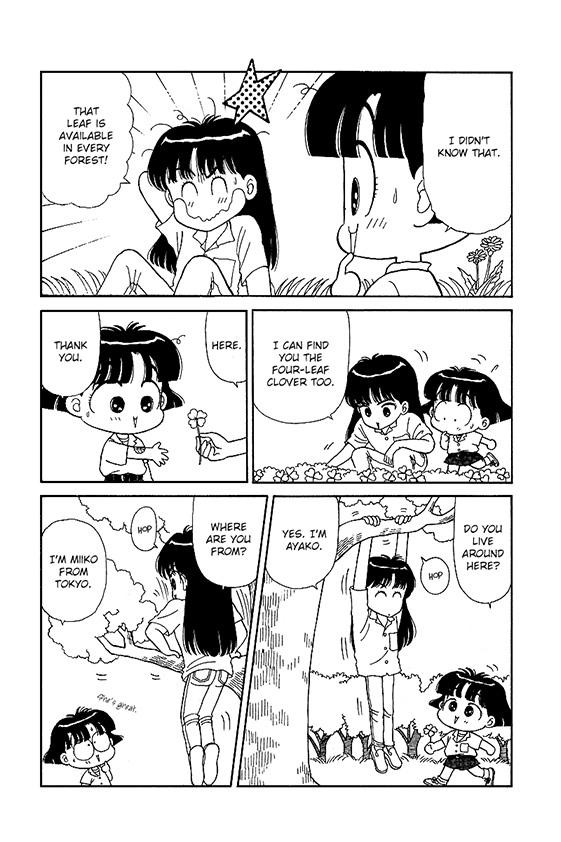 I DIDN'T
KNOW THAT.
THAT
LEAF IS
AVAILABLE
IN EVERY
FOREST!
I CAN FIND
YOU THE
FOUR-LEAF
CLOVER TOO.
HERE.
THANK
YOU.
DO YOU
LIVE
AROUND
HERE?
HOP
YES. I'M
AYAKO.
WHERE
ARE YOU
FROM?
HOP
I'M MIIKO
FROM
TOKYO.
She's great.